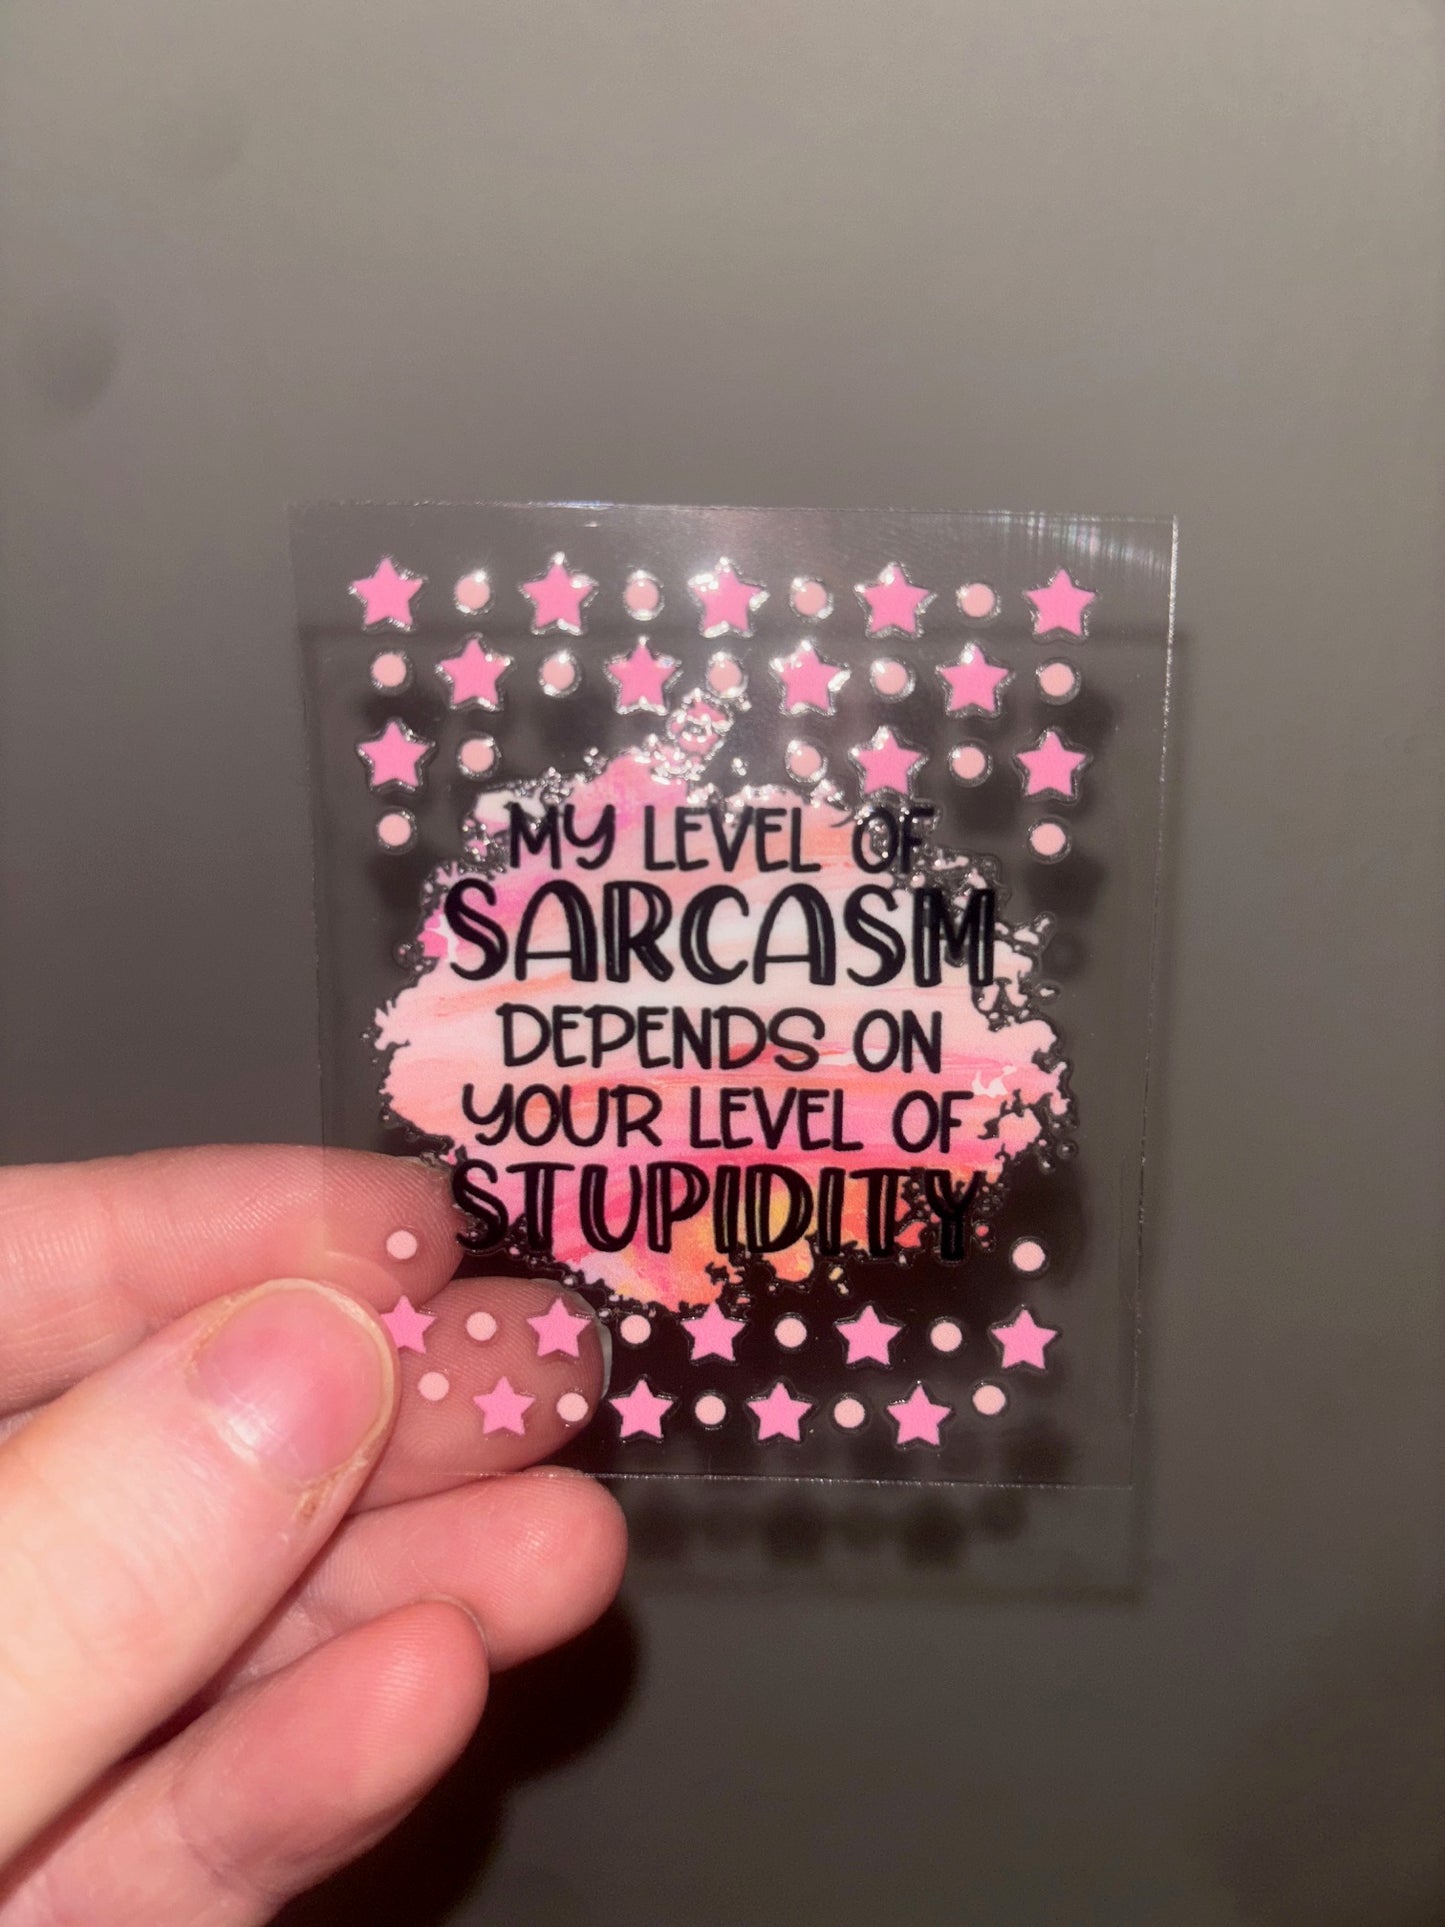 MY LEVEL OF
SARCASM
DEPENDS ON
YOUR LEVEL OF
STUPIDITY